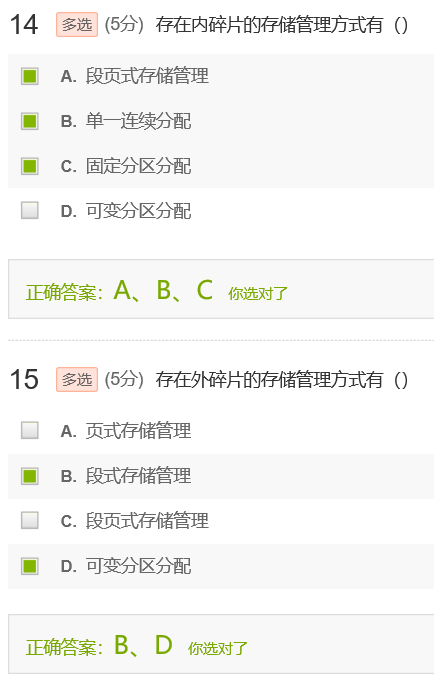 14 多选 (5分) 存在内碎片的存储管理方式有（）
A. 段页式存储管理
B. 单一连续分配
C. 固定分区分配
D. 可变分区分配
正确答案：A、B、C 你选对了
15 多选 (5分) 存在外碎片的存储管理方式有（）
A. 页式存储管理
B. 段式存储管理
C. 段页式存储管理
D. 可变分区分配
正确答案：B、D 你选对了